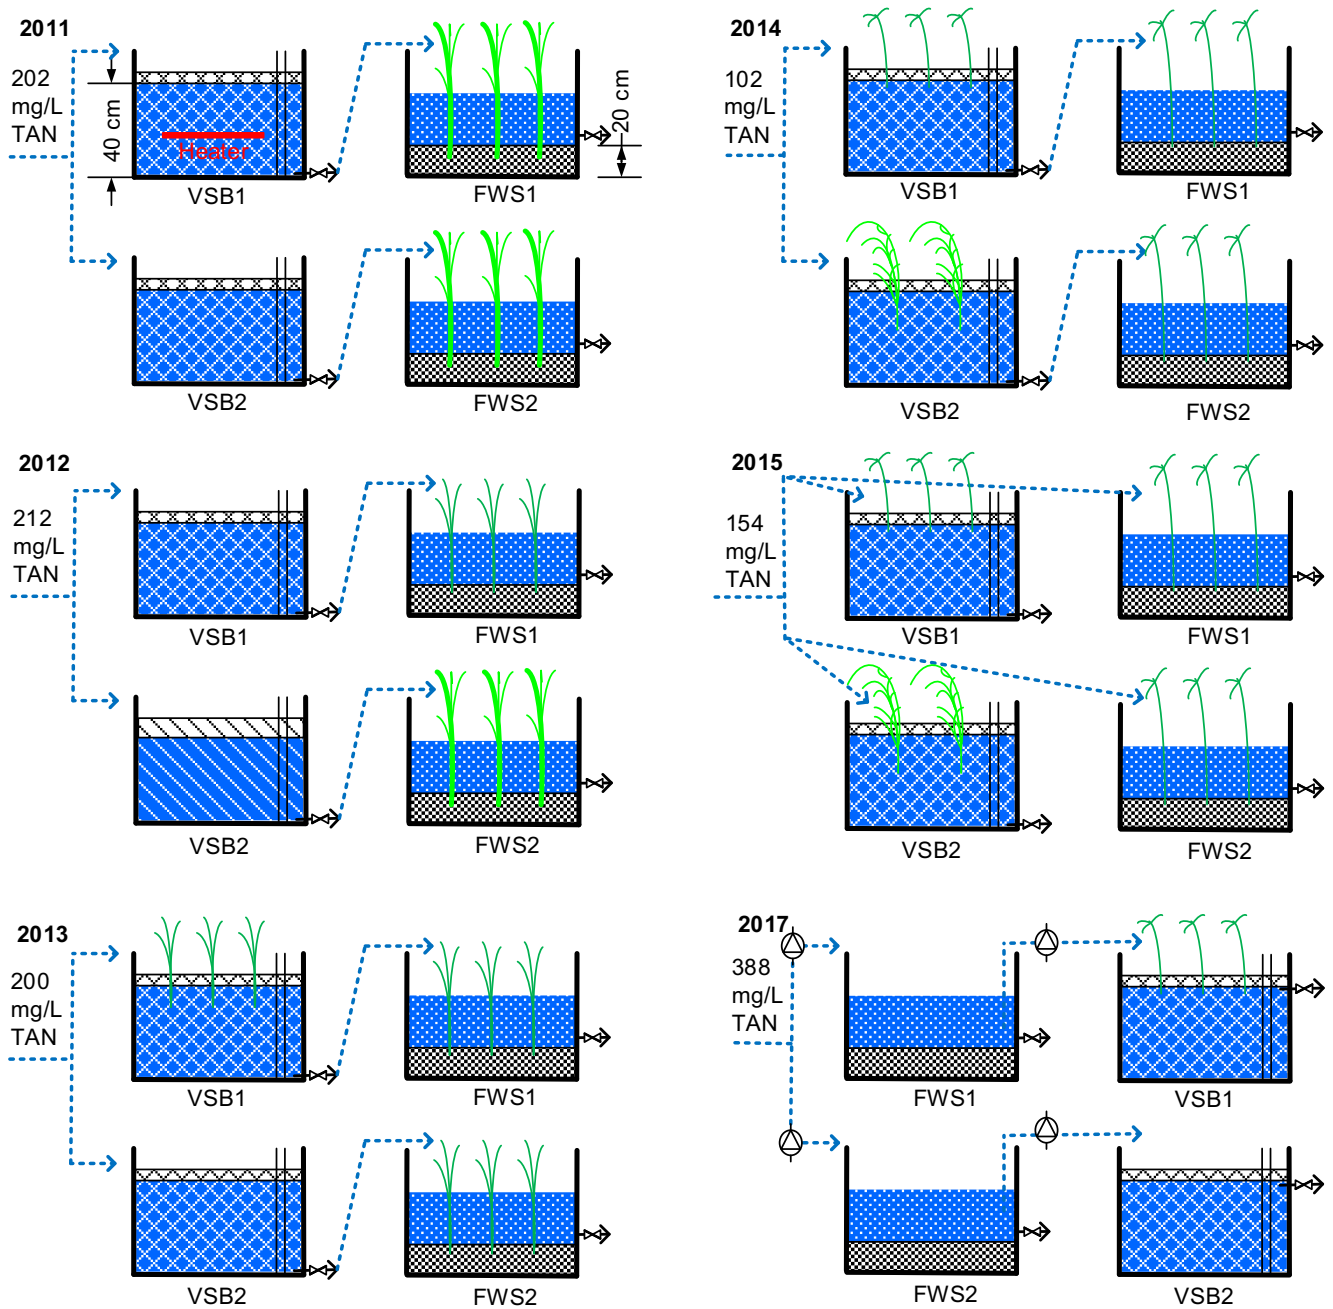 2011
202
mg/L
TAN
40 cm
Heater
VSB1
20 cm
FWS1
VSB2
FWS2
2012
212
mg/L
TAN
VSB1
FWS1
VSB2
FWS2
2013
200
mg/L
TAN
VSB1
FWS1
VSB2
FWS2
2014
102
mg/L
TAN
VSB1
FWS1
VSB2
FWS2
2015
154
mg/L
TAN
VSB1
FWS1
VSB2
FWS2
2017
388
mg/L
TAN
FWS1
VSB1
FWS2
VSB2